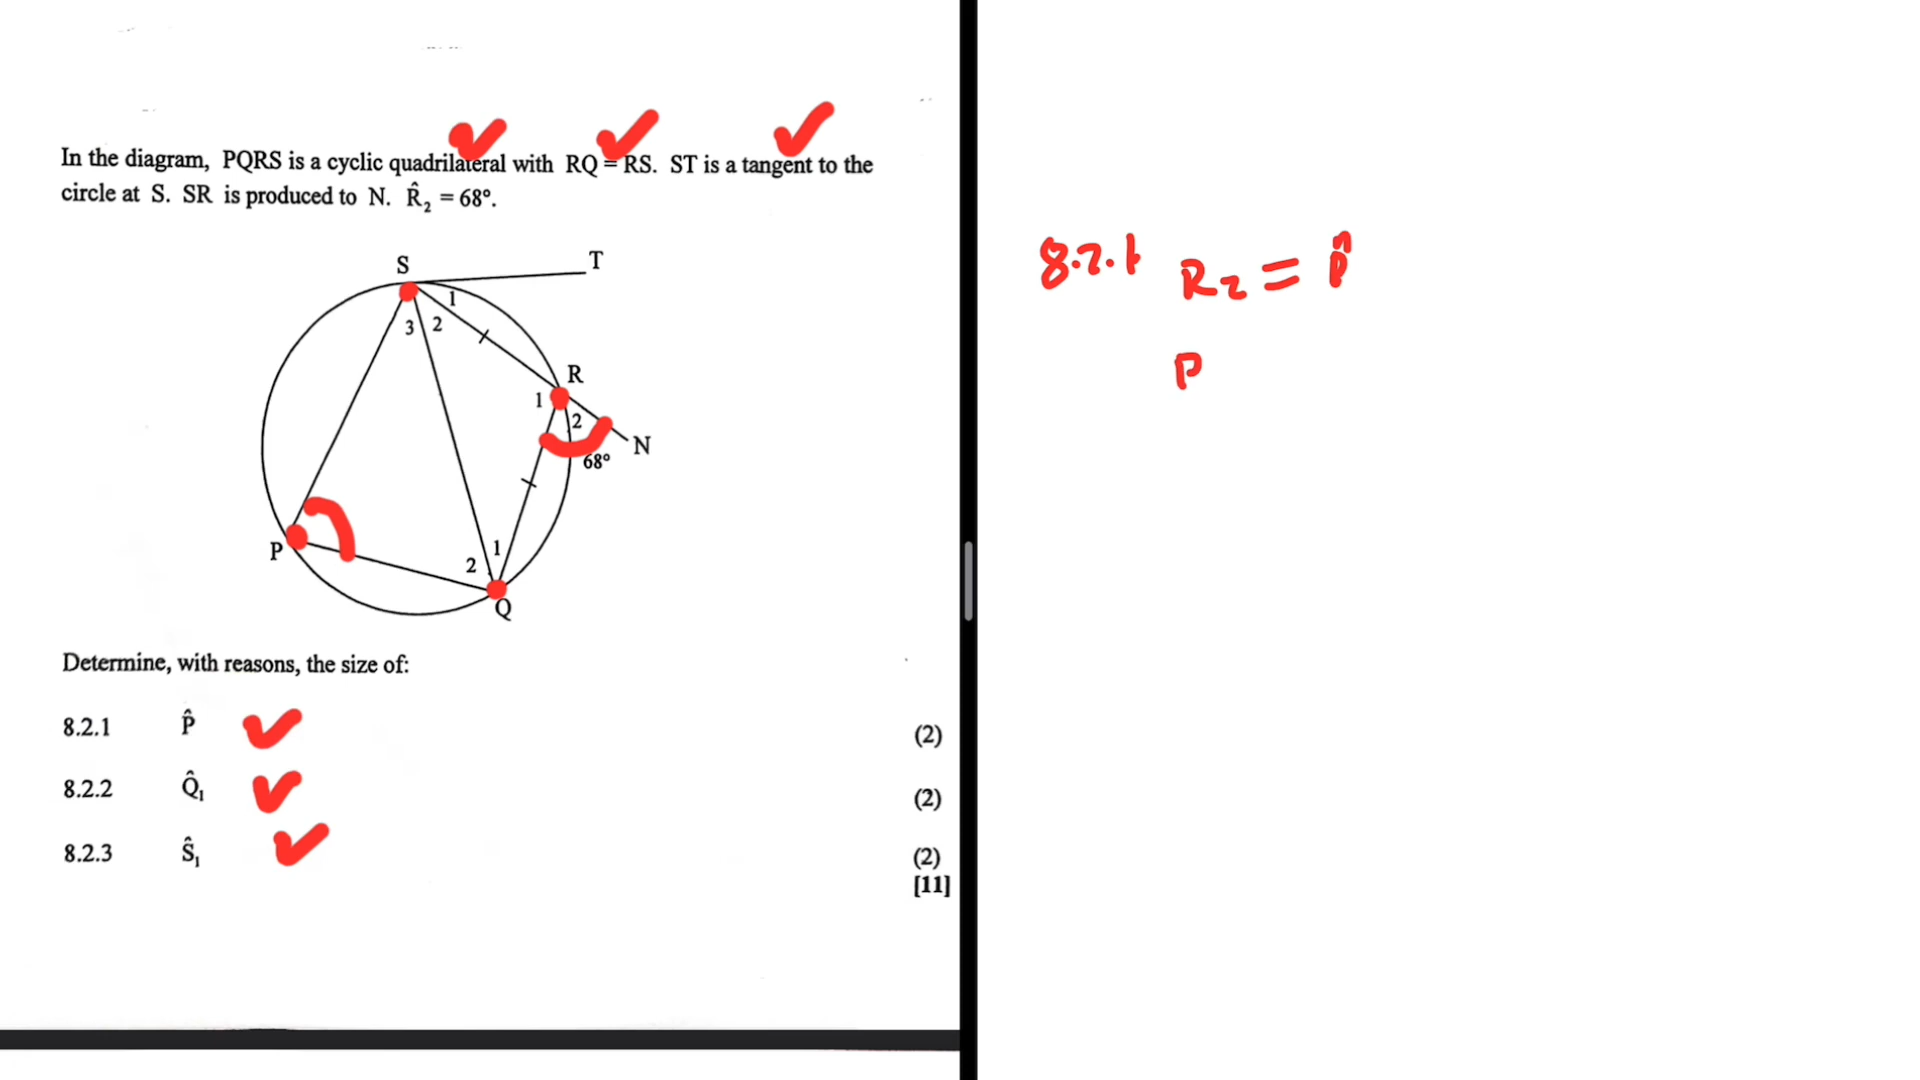 In the diagram, PQRS is a cyclic quadrilateral with RQ = RS. ST is a tangent to the
circle at S. SR is produced to N. R̂₂ = 68°.
S
T
1
3 2
R
1
2
N
68°
P
1
2
Q
Determine, with reasons, the size of:
8.2.1 P̂ (2)
8.2.2 Q̂₁ (2)
8.2.3 Ŝ₁ (2)
[11]
8.2.1 R₂ = P̂
P